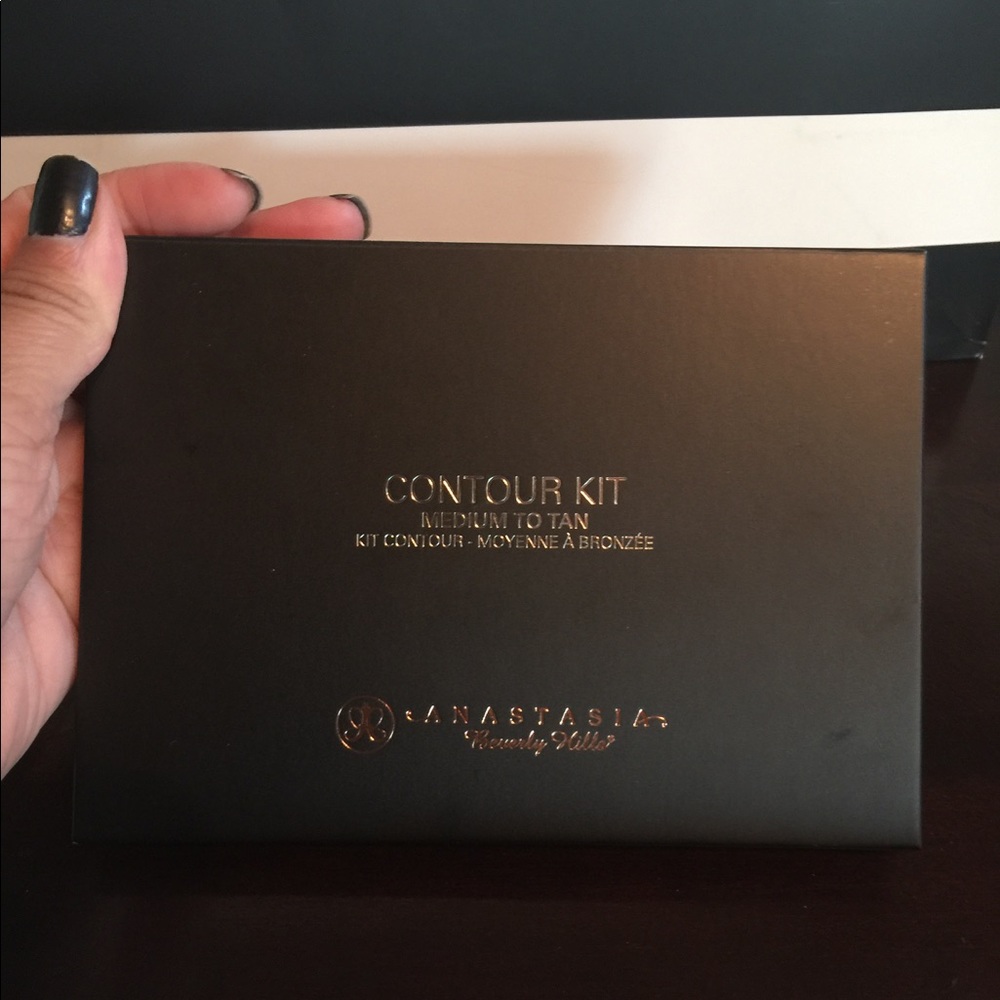 CONTOUR KIT
MEDIUM TO TAN
KIT CONTOUR - MOYENNE À BRONZÉE
ANASTASIA
Beverly Hills®